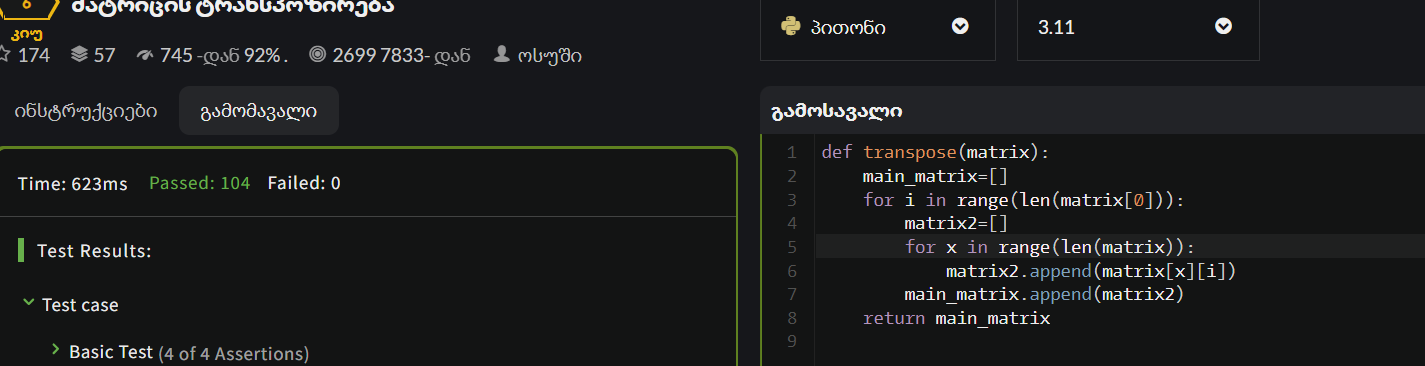 6
მატრიცის ტრანსპოზირება
კიუ
174 57 745 -დან 92% . 2699 7833- დან ოსუში
ინსტრუქციები გამომავალი
Time: 623ms Passed: 104 Failed: 0
Test Results:
Test case
Basic Test (4 of 4 Assertions)
პითონი 3.11
გამოსავალი
1 def transpose(matrix):
2 main_matrix=[]
3 for i in range(len(matrix[0])):
4 matrix2=[]
5 for x in range(len(matrix)):
6 matrix2.append(matrix[x][i])
7 main_matrix.append(matrix2)
8 return main_matrix
9